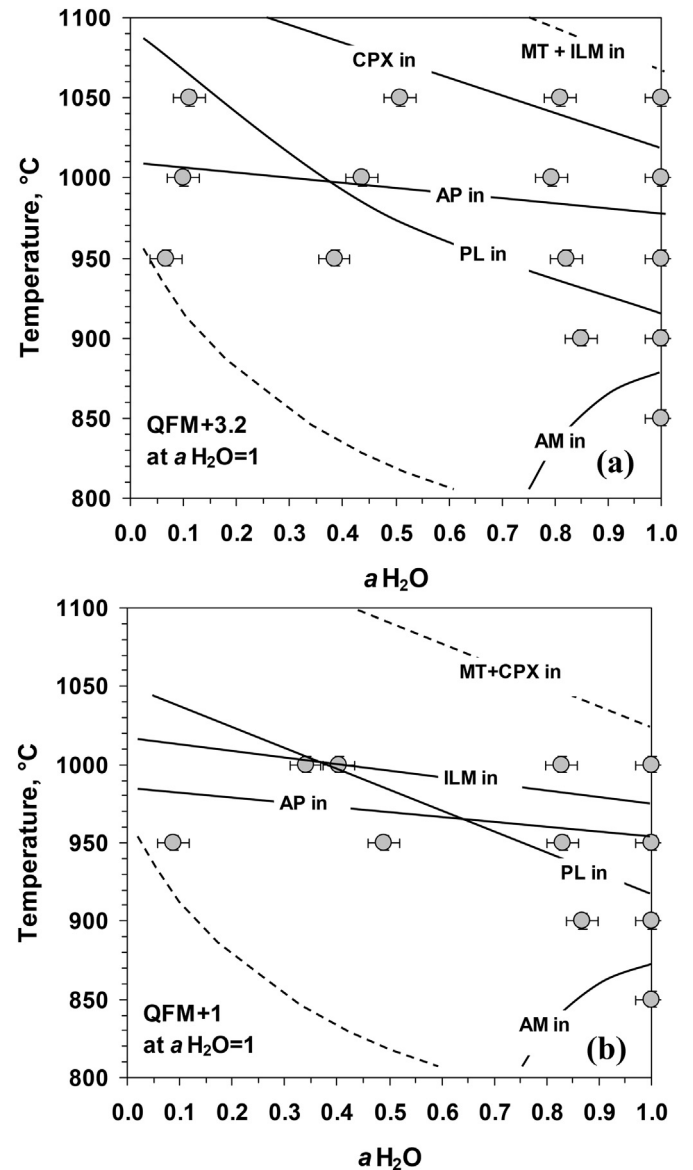 1100
1050
1000
950
900
850
800
Temperature, °C
MT + ILM in
CPX in
AP in
PL in
AM in
QFM+3.2
at a H₂O=1
(a)
0.0 0.1 0.2 0.3 0.4 0.5 0.6 0.7 0.8 0.9 1.0
a H₂O
1100
1050
1000
950
900
850
800
Temperature, °C
MT+CPX in
ILM in
AP in
PL in
AM in
QFM+1
at a H₂O=1
(b)
0.0 0.1 0.2 0.3 0.4 0.5 0.6 0.7 0.8 0.9 1.0
a H₂O